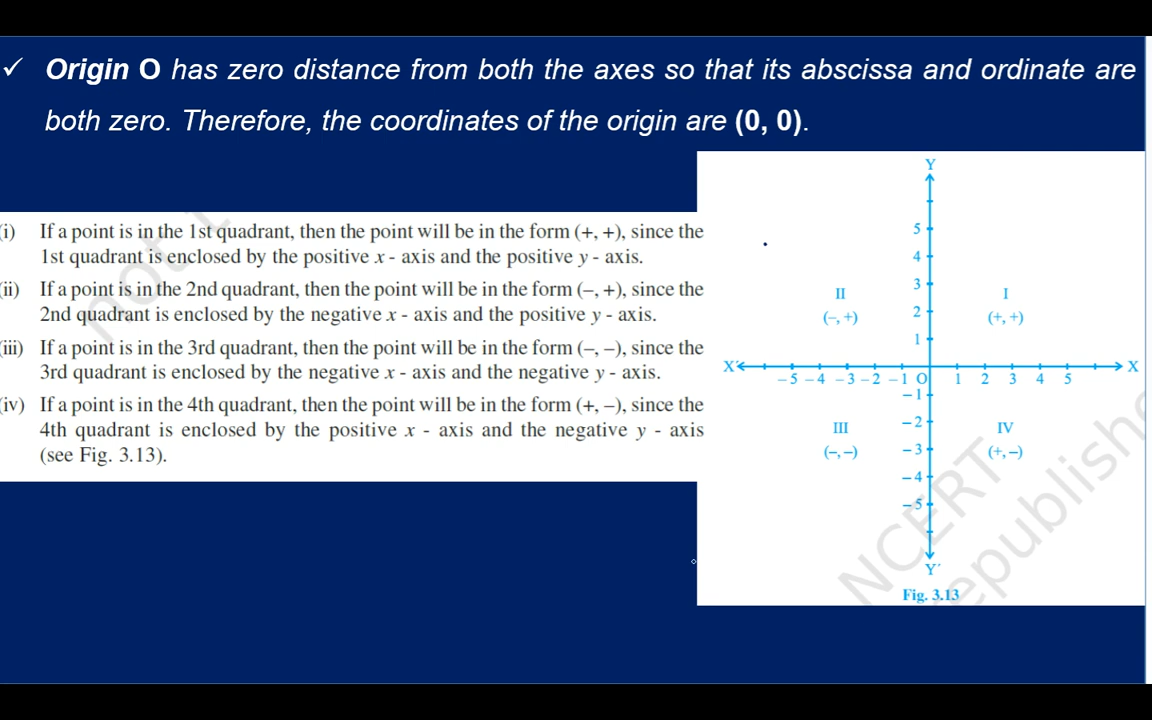 ✓ Origin O has zero distance from both the axes so that its abscissa and ordinate are
both zero. Therefore, the coordinates of the origin are (0, 0).
(i) If a point is in the 1st quadrant, then the point will be in the form (+, +), since the
1st quadrant is enclosed by the positive x - axis and the positive y - axis.
(ii) If a point is in the 2nd quadrant, then the point will be in the form (–, +), since the
2nd quadrant is enclosed by the negative x - axis and the positive y - axis.
(iii) If a point is in the 3rd quadrant, then the point will be in the form (–, –), since the
3rd quadrant is enclosed by the negative x - axis and the negative y - axis.
(iv) If a point is in the 4th quadrant, then the point will be in the form (+, –), since the
4th quadrant is enclosed by the positive x - axis and the negative y - axis
(see Fig. 3.13).
Y
5
4
3
II I
2
(–, +) (+, +)
1
X´ X
–5 –4 –3 –2 –1 O 1 2 3 4 5
–1
–2
III IV
–3
(–, –) (+, –)
–4
–5
Y´
Fig. 3.13
not t
NCERT
epublishe